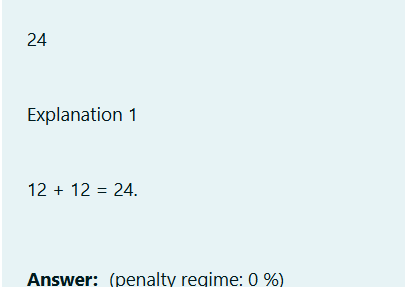 24
Explanation 1
12 + 12 = 24.
Answer: (penalty regime: 0 %)